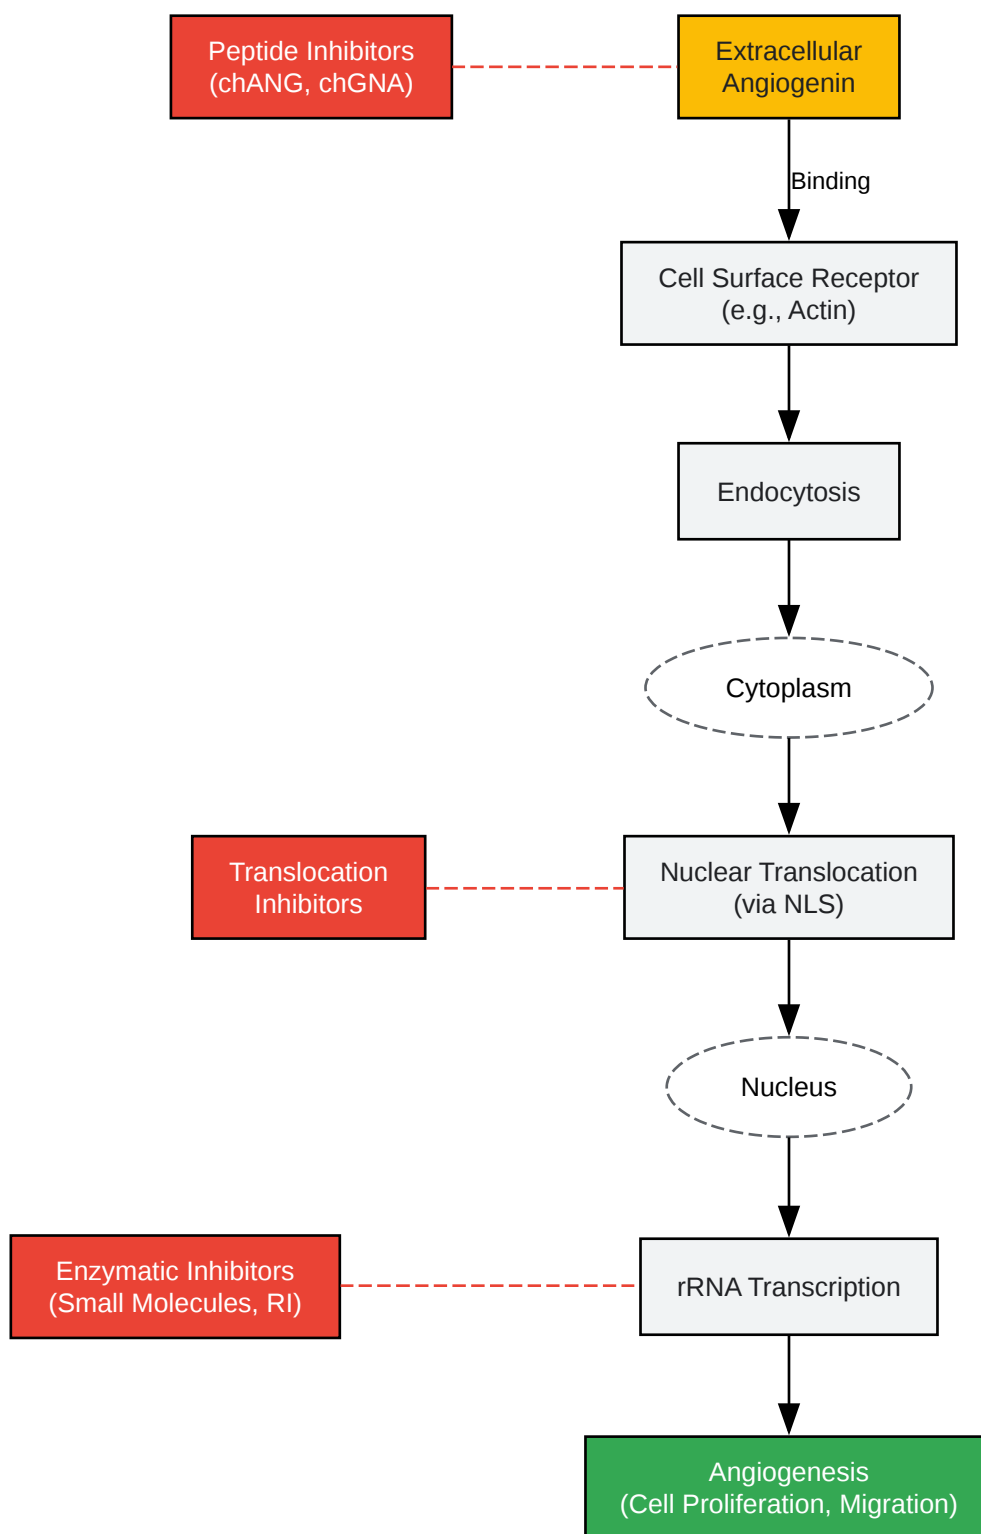 Peptide Inhibitors
(chANG, chGNA)
Extracellular
Angiogenin
Binding
Cell Surface Receptor
(e.g., Actin)
Endocytosis
Cytoplasm
Translocation
Inhibitors
Nuclear Translocation
(via NLS)
Nucleus
Enzymatic Inhibitors
(Small Molecules, RI)
rRNA Transcription
Angiogenesis
(Cell Proliferation, Migration)